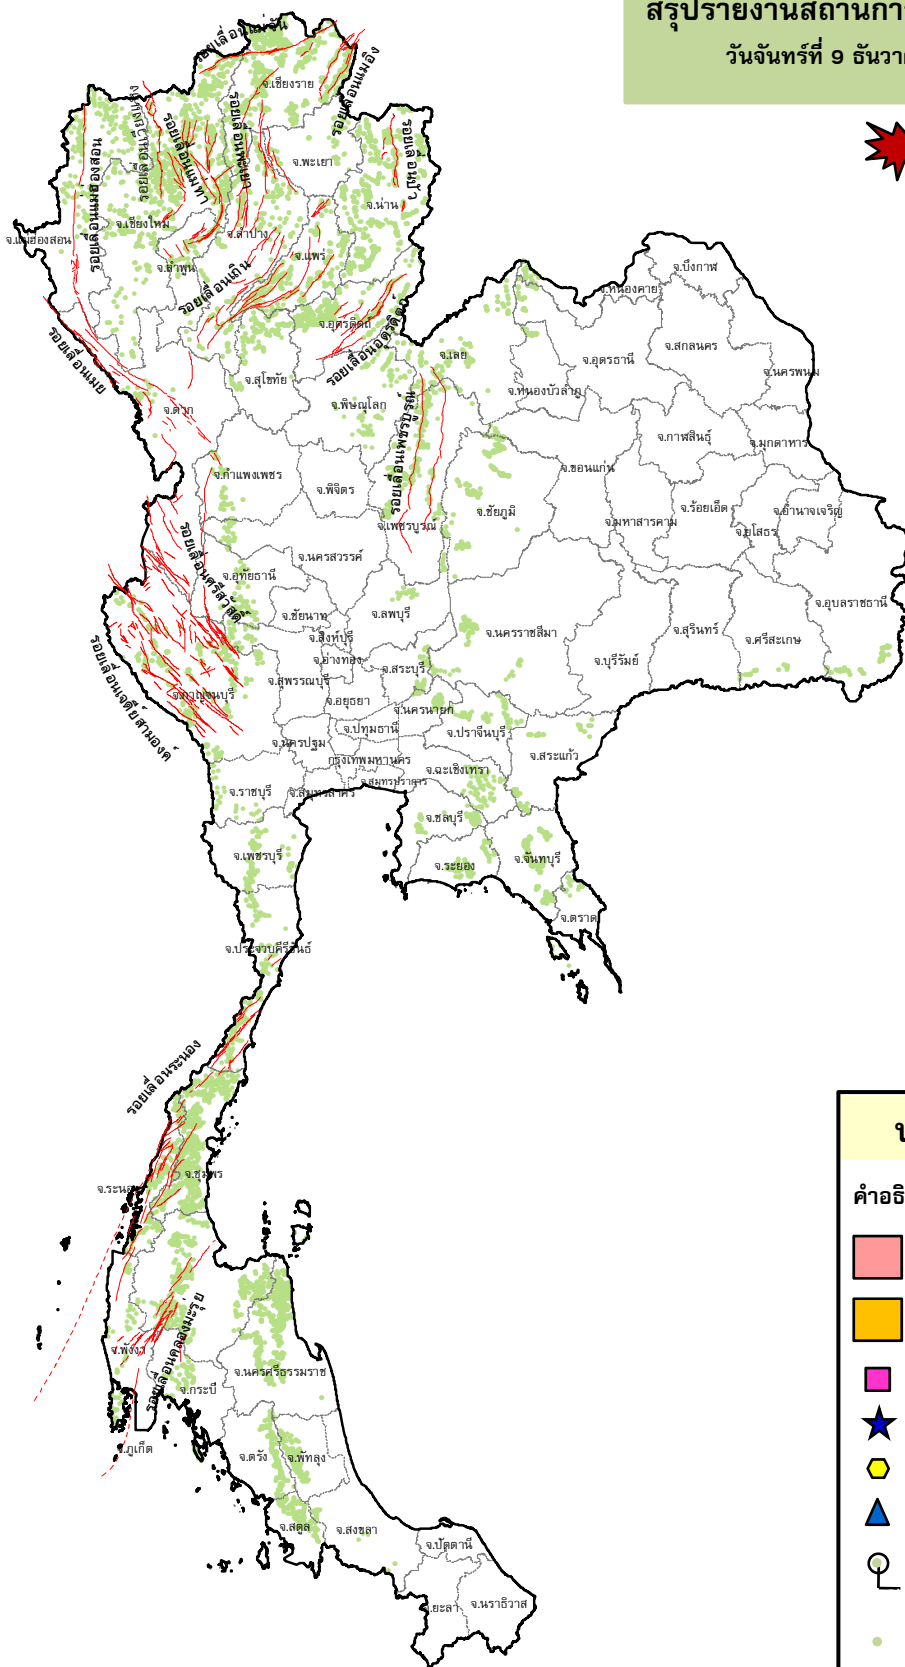 สรุปรายงานสถานกา
วันจันทร์ที่ 9 ธันวา
รอยเลื่อนแม่จัน
รอยเลื่อนแม่อิง
จ.เชียงราย
รอยเลื่อนแม่ฮ่องสอน
รอยเลื่อนแม่ทา
รอยเลื่อนพะเยา
รอยเลื่อนปัว
จ.พะเยา
จ.น่าน
จ.เชียงใหม่
จ.แม่ฮ่องสอน
จ.ลำปาง
จ.แพร่
จ.ลำพูน
รอยเลื่อนเถิน
จ.อุตรดิตถ์
รอยเลื่อนอุตรดิตถ์
รอยเลื่อนเมย
จ.สุโขทัย
จ.ตาก
จ.พิษณุโลก
จ.เลย
จ.บึงกาฬ
จ.หนองคาย
จ.อุดรธานี
จ.สกลนคร
จ.นครพนม
จ.หนองบัวลำภู
รอยเลื่อนเพชรบูรณ์
จ.กาฬสินธุ์
จ.มุกดาหาร
จ.กำแพงเพชร
จ.พิจิตร
จ.ขอนแก่น
จ.ชัยภูมิ
จ.เพชรบูรณ์
จ.มหาสารคาม
จ.ร้อยเอ็ด
จ.อำนาจเจริญ
จ.ยโสธร
รอยเลื่อนศรีสวัสดิ์
จ.นครสวรรค์
จ.อุทัยธานี
จ.ชัยนาท
จ.ลพบุรี
จ.อุบลราชธานี
จ.สิงห์บุรี
จ.นครราชสีมา
จ.สุรินทร์
จ.ศรีสะเกษ
จ.อ่างทอง
จ.สระบุรี
จ.บุรีรัมย์
จ.สุพรรณบุรี
จ.กาญจนบุรี
รอยเลื่อนเจดีย์สามองค์
จ.อยุธยา
จ.นครนายก
จ.ปทุมธานี
จ.ปราจีนบุรี
จ.นครปฐม
กรุงเทพมหานคร
จ.สระแก้ว
จ.ฉะเชิงเทรา
จ.สมุทรปราการ
จ.ราชบุรี
จ.สมุทรสาคร
จ.ชลบุรี
จ.เพชรบุรี
จ.ระยอง
จ.จันทบุรี
จ.ตราด
จ.ประจวบคีรีขันธ์
รอยเลื่อนระนอง
จ.ชุมพร
จ.ระนอง
คำอธิ
รอยเลื่อนคลองมะรุ่ย
จ.พังงา
จ.นครศรีธรรมราช
จ.กระบี่
จ.ภูเก็ต
จ.ตรัง
จ.พัทลุง
จ.สตูล
จ.สงขลา
จ.ปัตตานี
จ.ยะลา
จ.นราธิวาส